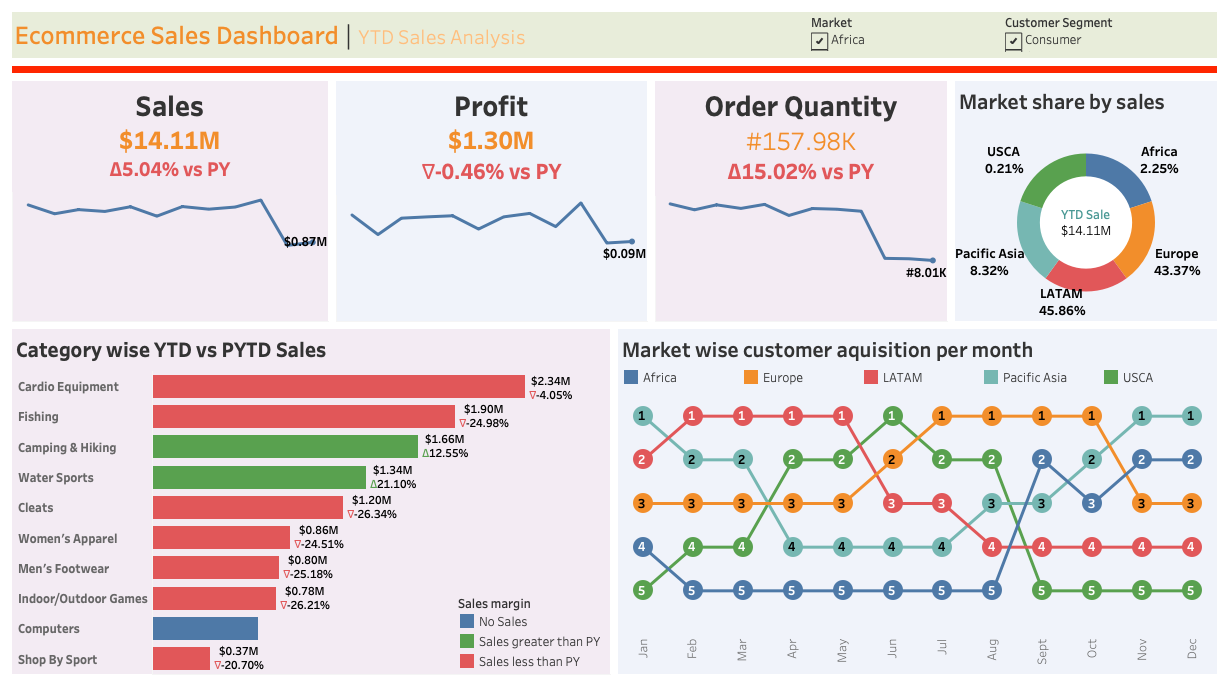 Ecommerce Sales Dashboard | YTD Sales Analysis
Market
Africa
Customer Segment
Consumer
Sales
$14.11M
Δ5.04% vs PY
$0.87M
Profit
$1.30M
∇-0.46% vs PY
$0.09M
Order Quantity
#157.98K
Δ15.02% vs PY
#8.01K
Market share by sales
USCA
0.21%
Africa
2.25%
YTD Sale
$14.11M
Pacific Asia
8.32%
Europe
43.37%
LATAM
45.86%
Category wise YTD vs PYTD Sales
Cardio Equipment
$2.34M
∇-4.05%
Fishing
$1.90M
∇-24.98%
Camping & Hiking
$1.66M
Δ12.55%
Water Sports
$1.34M
Δ21.10%
Cleats
$1.20M
∇-26.34%
Women's Apparel
$0.86M
∇-24.51%
Men's Footwear
$0.80M
∇-25.18%
Indoor/Outdoor Games
$0.78M
∇-26.21%
Computers
Shop By Sport
$0.37M
∇-20.70%
Sales margin
No Sales
Sales greater than PY
Sales less than PY
Market wise customer aquisition per month
Africa Europe LATAM Pacific Asia USCA
1 1 1 1 1 1 1 1 1 1 1 1
2 2 2 2 2 2 2 2 2 2 2 2
3 3 3 3 3 3 3 3 3 3 3 3
4 4 4 4 4 4 4 4 4 4 4 4
5 5 5 5 5 5 5 5 5 5 5 5
Jan Feb Mar Apr May Jun Jul Aug Sept Oct Nov Dec